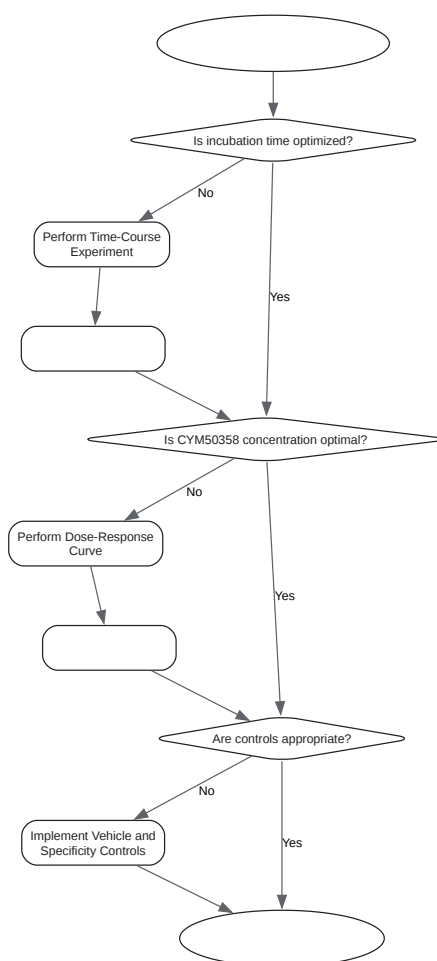 Is incubation time optimized?
No
Perform Time-Course
Experiment
Yes
Is CYM50358 concentration optimal?
No
Perform Dose-Response
Curve
Yes
Are controls appropriate?
No
Implement Vehicle and
Specificity Controls
Yes